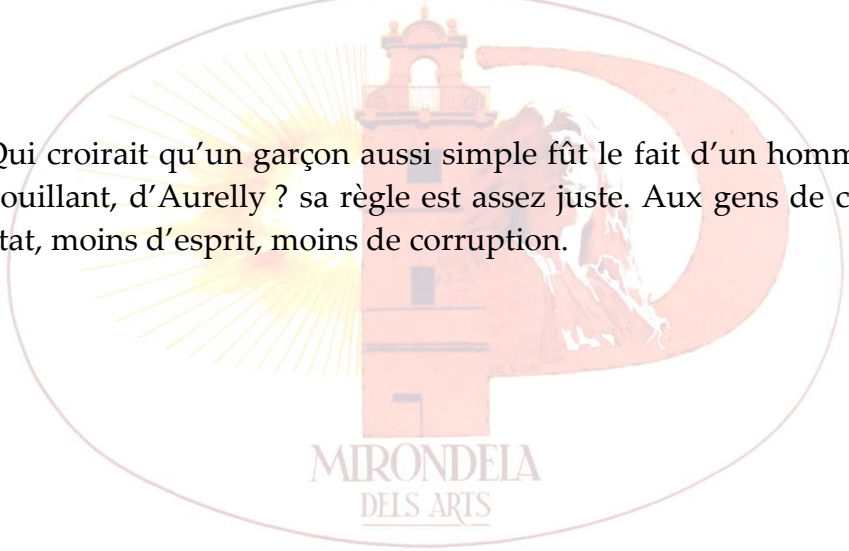 Qui croirait qu'un garçon aussi simple fût le fait d'un homm
ouillant, d'Aurelly ? sa règle est assez juste. Aux gens de c
tat, moins d'esprit, moins de corruption.
MIRONDELA
DELS ARTS